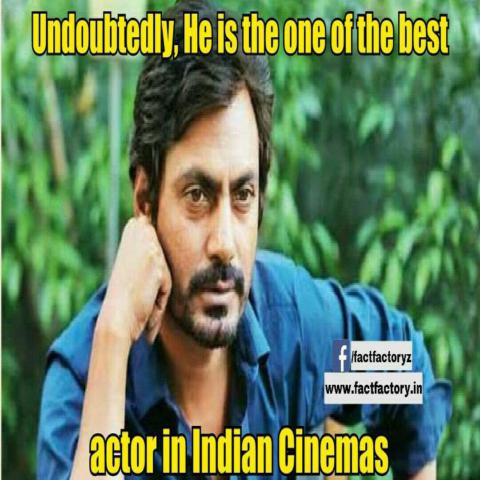 Undoubtedly, He is the one of the best
f /factfactoryz
www.factfactory.in
actor in Indian Cinemas